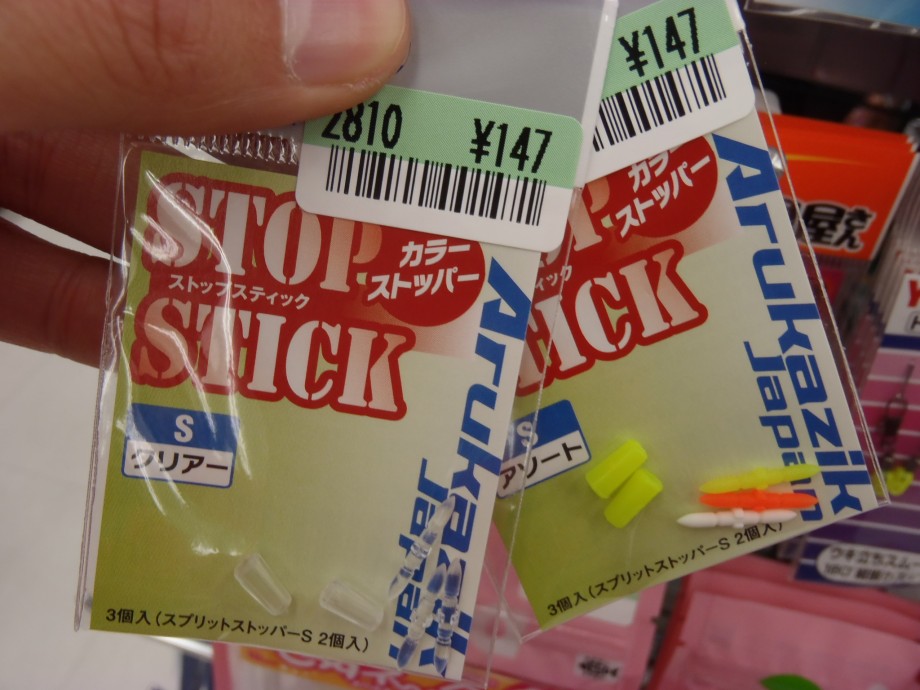 2810 ¥147
STOP
カラー
ストッパー
ストップスティック
STICK
S
クリアー
Arukazik
Japan
3個入(スプリットストッパーS 2個入)
¥147
カラー
ストッパー
Arukazik
Japan
S
アソート
3個入(スプリットストッパーS 2個入)